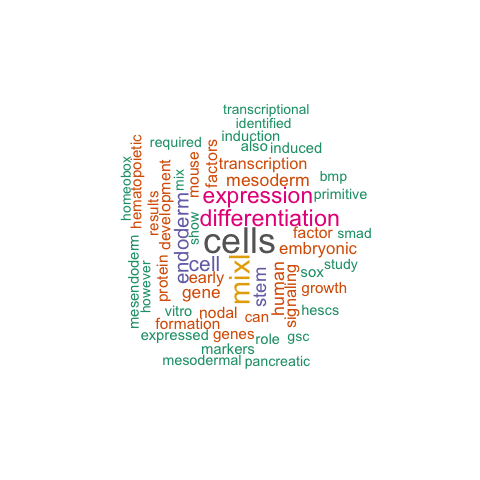 transcriptional
identified
induction
required also induced
factors
transcription
mouse
hematopoietic
homeobox
mix
bmp
mesoderm
expression primitive
development
results
endoderm
show
differentiation
factor smad
cells
embryonic
mesendoderm
however
protein
cell
early
mixl
stem
human
signaling
sox study
gene
growth
vitro nodal can hescs
formation
expressed genes role gsc
markers
mesodermal pancreatic